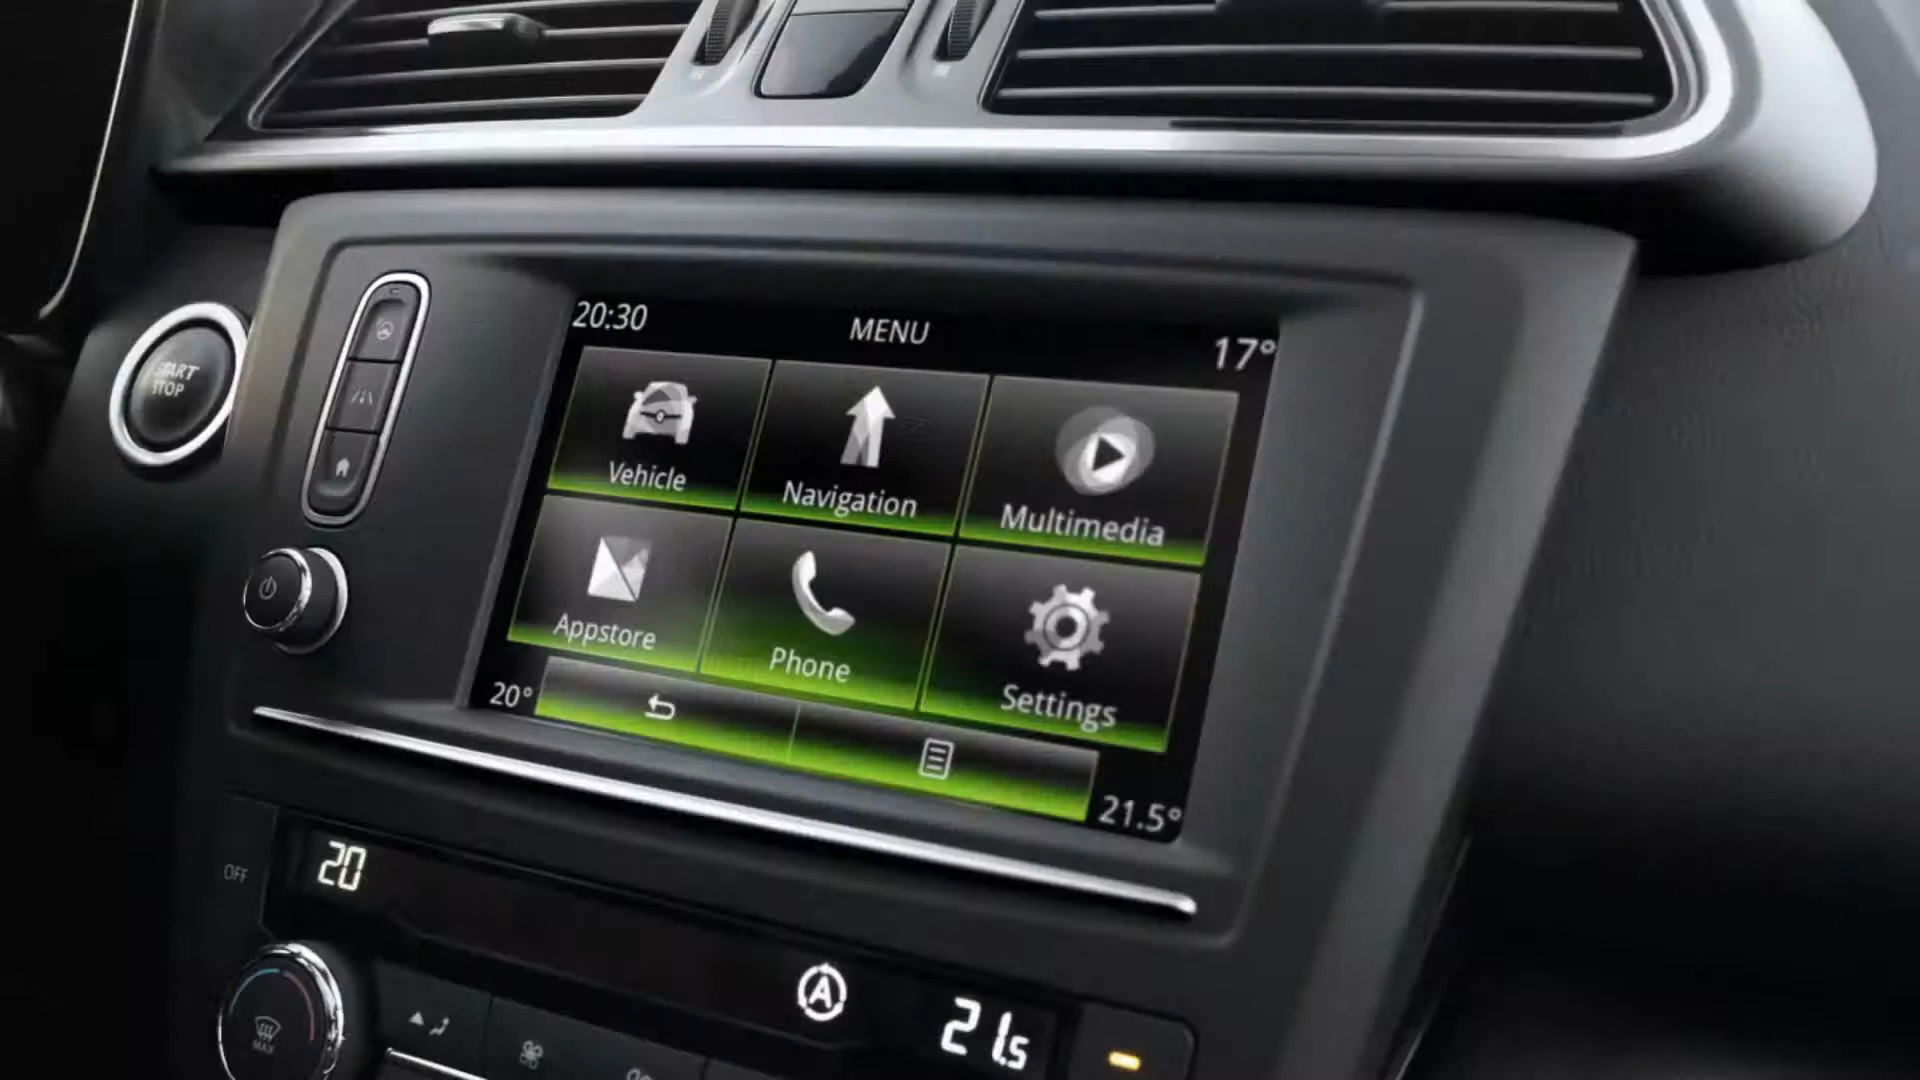 20:30
MENU
17°
START
STOP
Vehicle
Navigation
Multimedia
Appstore
Phone
Settings
20°
21.5°
OFF
20
A
21.5
MAX